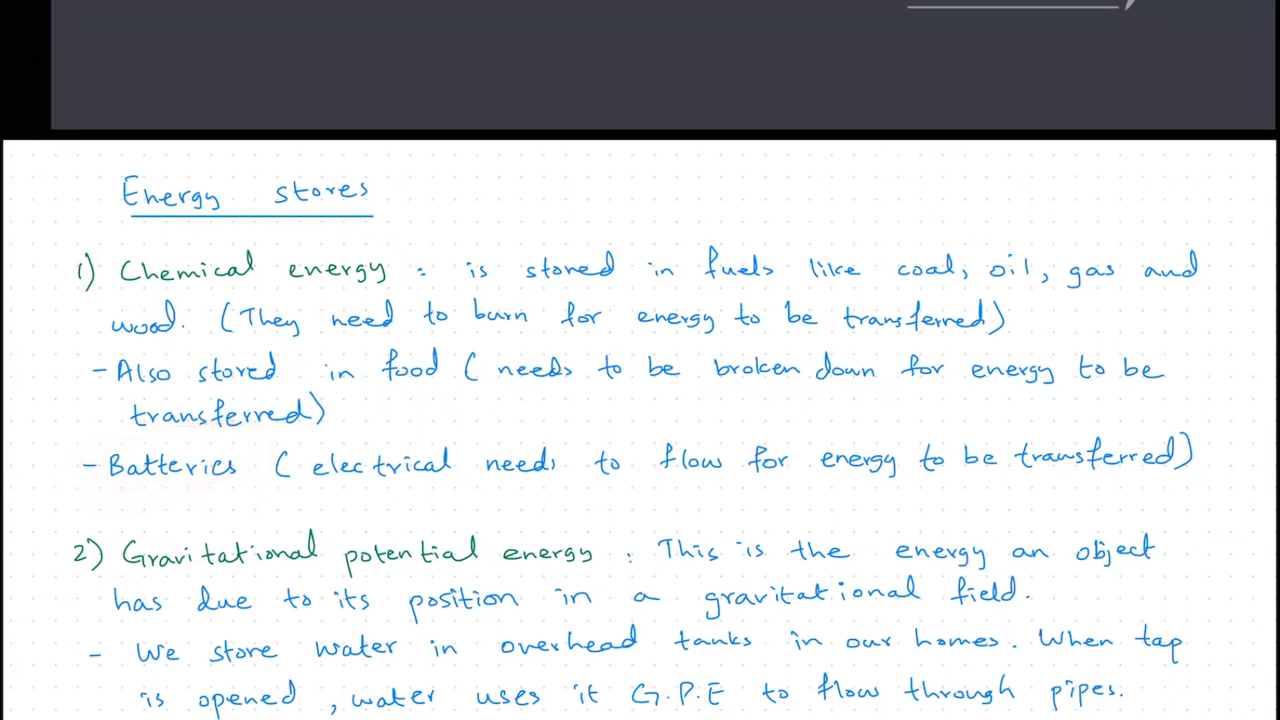 Energy stores
1) Chemical energy : is stored in fuels like coal, oil, gas and
wood. (They need to burn for energy to be transferred)
- Also stored in food ( needs to be broken down for energy to be
transferred)
- Batteries ( electrical needs to flow for energy to be transferred)
2) Gravitational potential energy : This is the energy an object
has due to its position in a gravitational field.
- We store water in overhead tanks in our homes. When tap
is opened, water uses it G.P.E to flow through pipes.